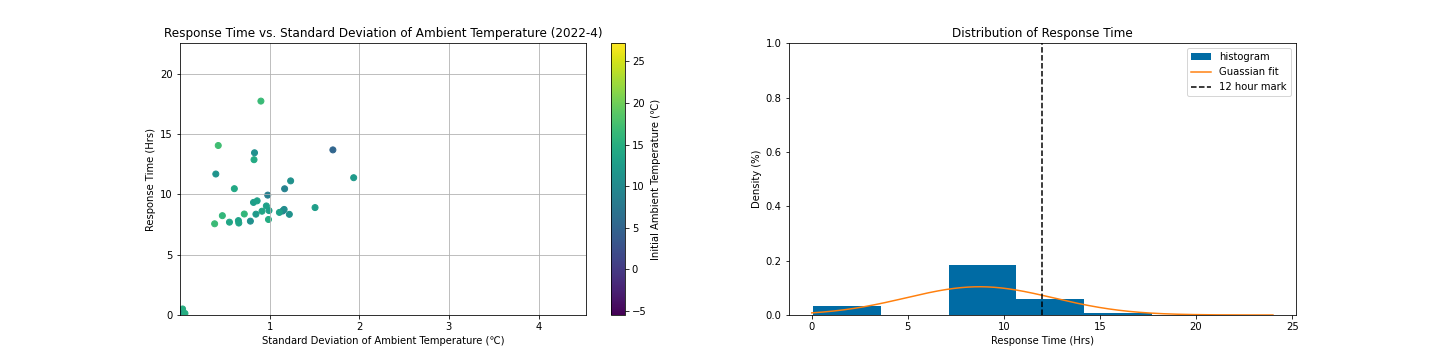 Response Time vs. Standard Deviation of Ambient Temperature (2022-4)
Response Time (Hrs)
20
15
10
5
0
1
2
3
4
Standard Deviation of Ambient Temperature (℃)
25
20
15
10
5
0
−5
Initial Ambient Temperature (℃)
Distribution of Response Time
Density (%)
1.0
0.8
0.6
0.4
0.2
0.0
histogram
Guassian fit
12 hour mark
0
5
10
15
20
25
Response Time (Hrs)